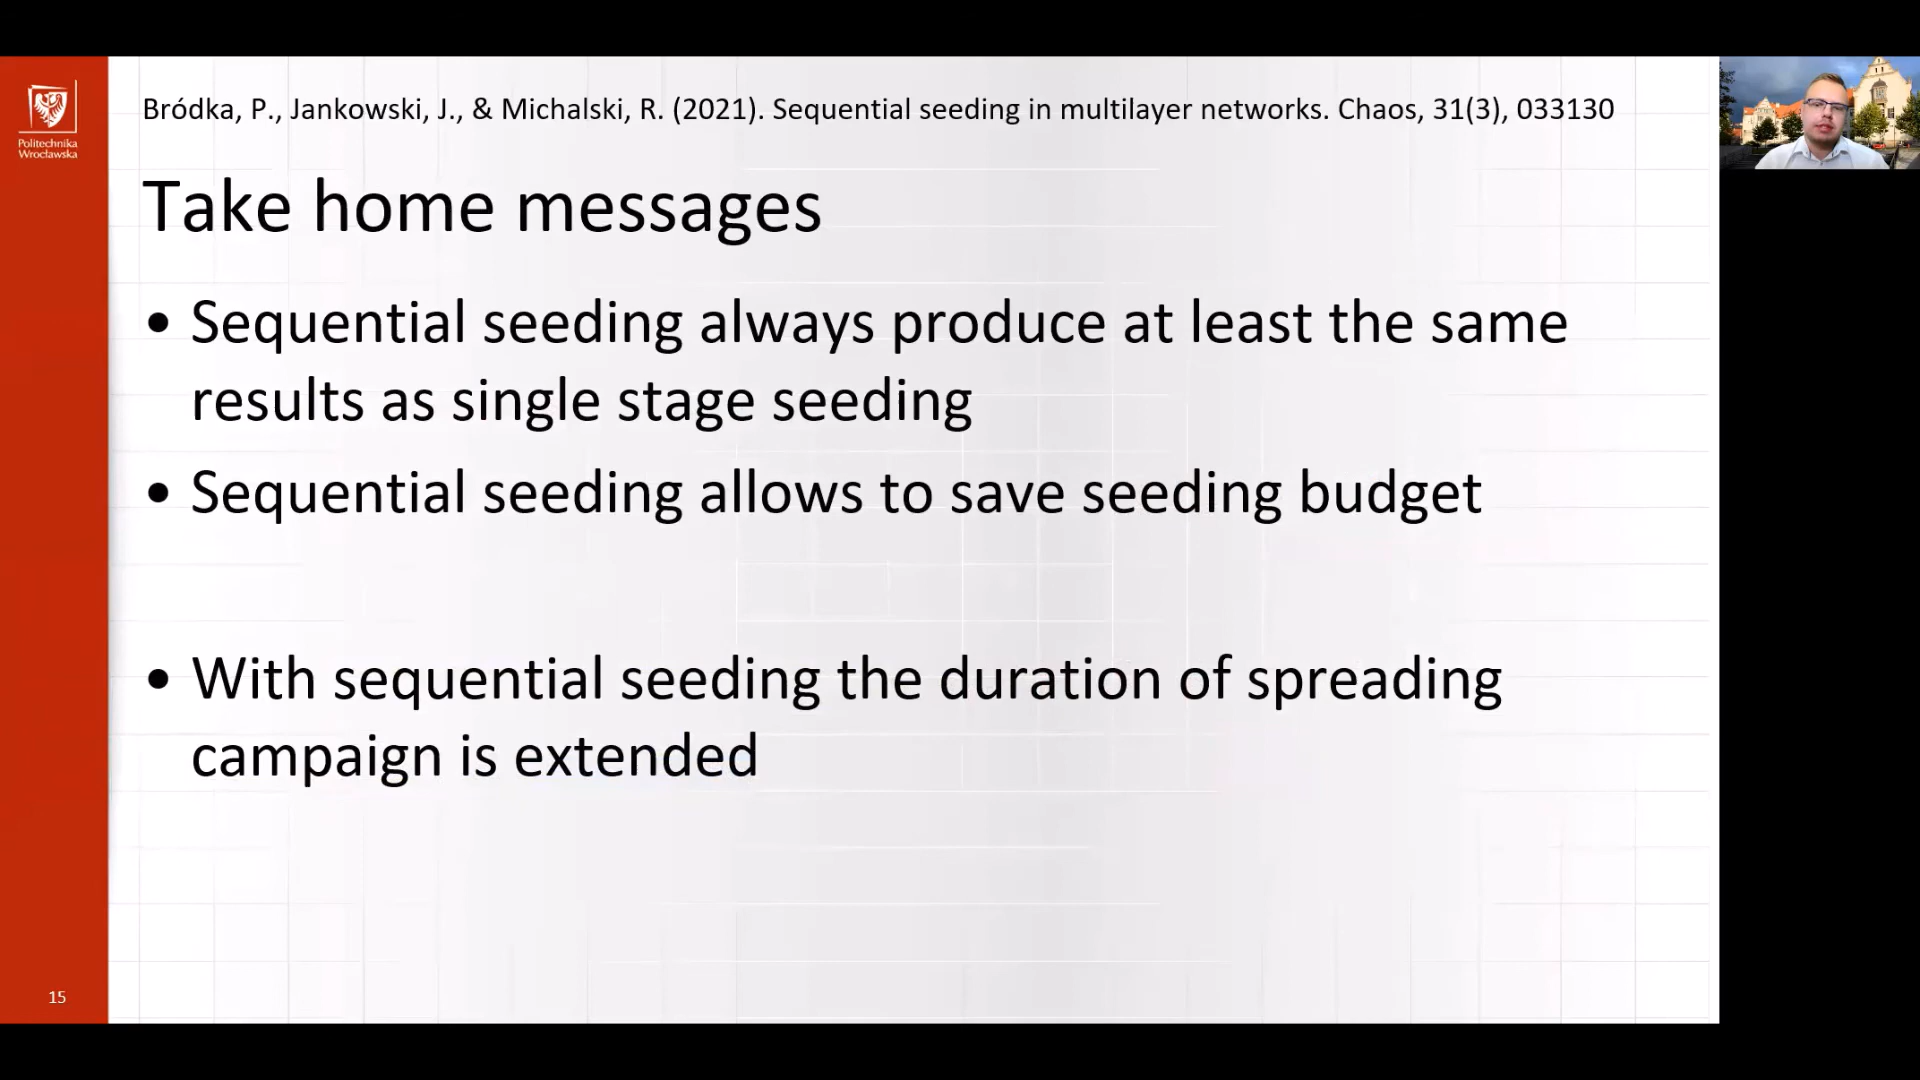 Politechnika
Wrocławska
Bródka, P., Jankowski, J., & Michalski, R. (2021). Sequential seeding in multilayer networks. Chaos, 31(3), 033130
Take home messages
• Sequential seeding always produce at least the same
results as single stage seeding
• Sequential seeding allows to save seeding budget
• With sequential seeding the duration of spreading
campaign is extended
15